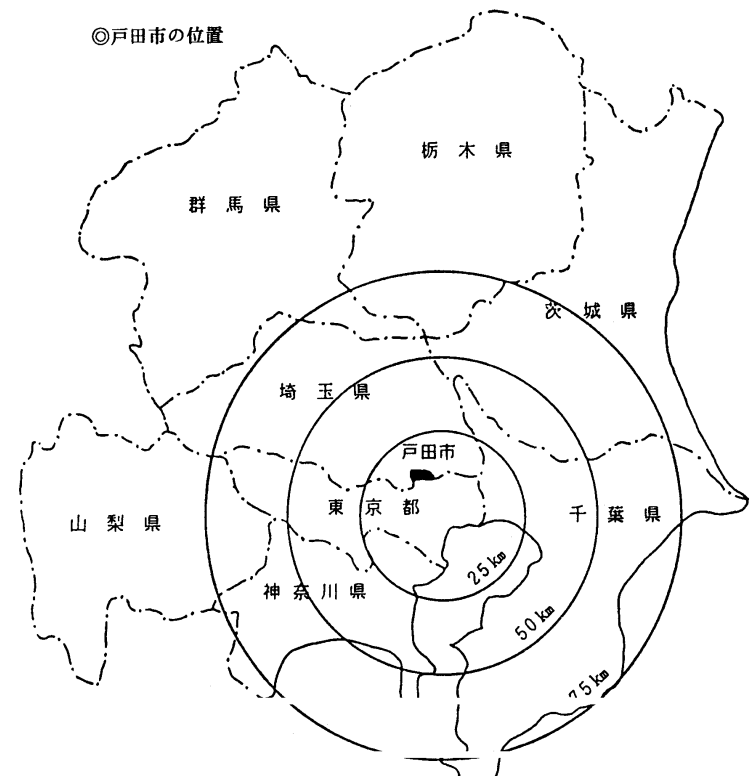 ◎戸田市の位置
栃木県
群馬県
茨城県
埼玉県
戸田市
東京都
千葉県
山梨県
神奈川県
25km
50km
75km